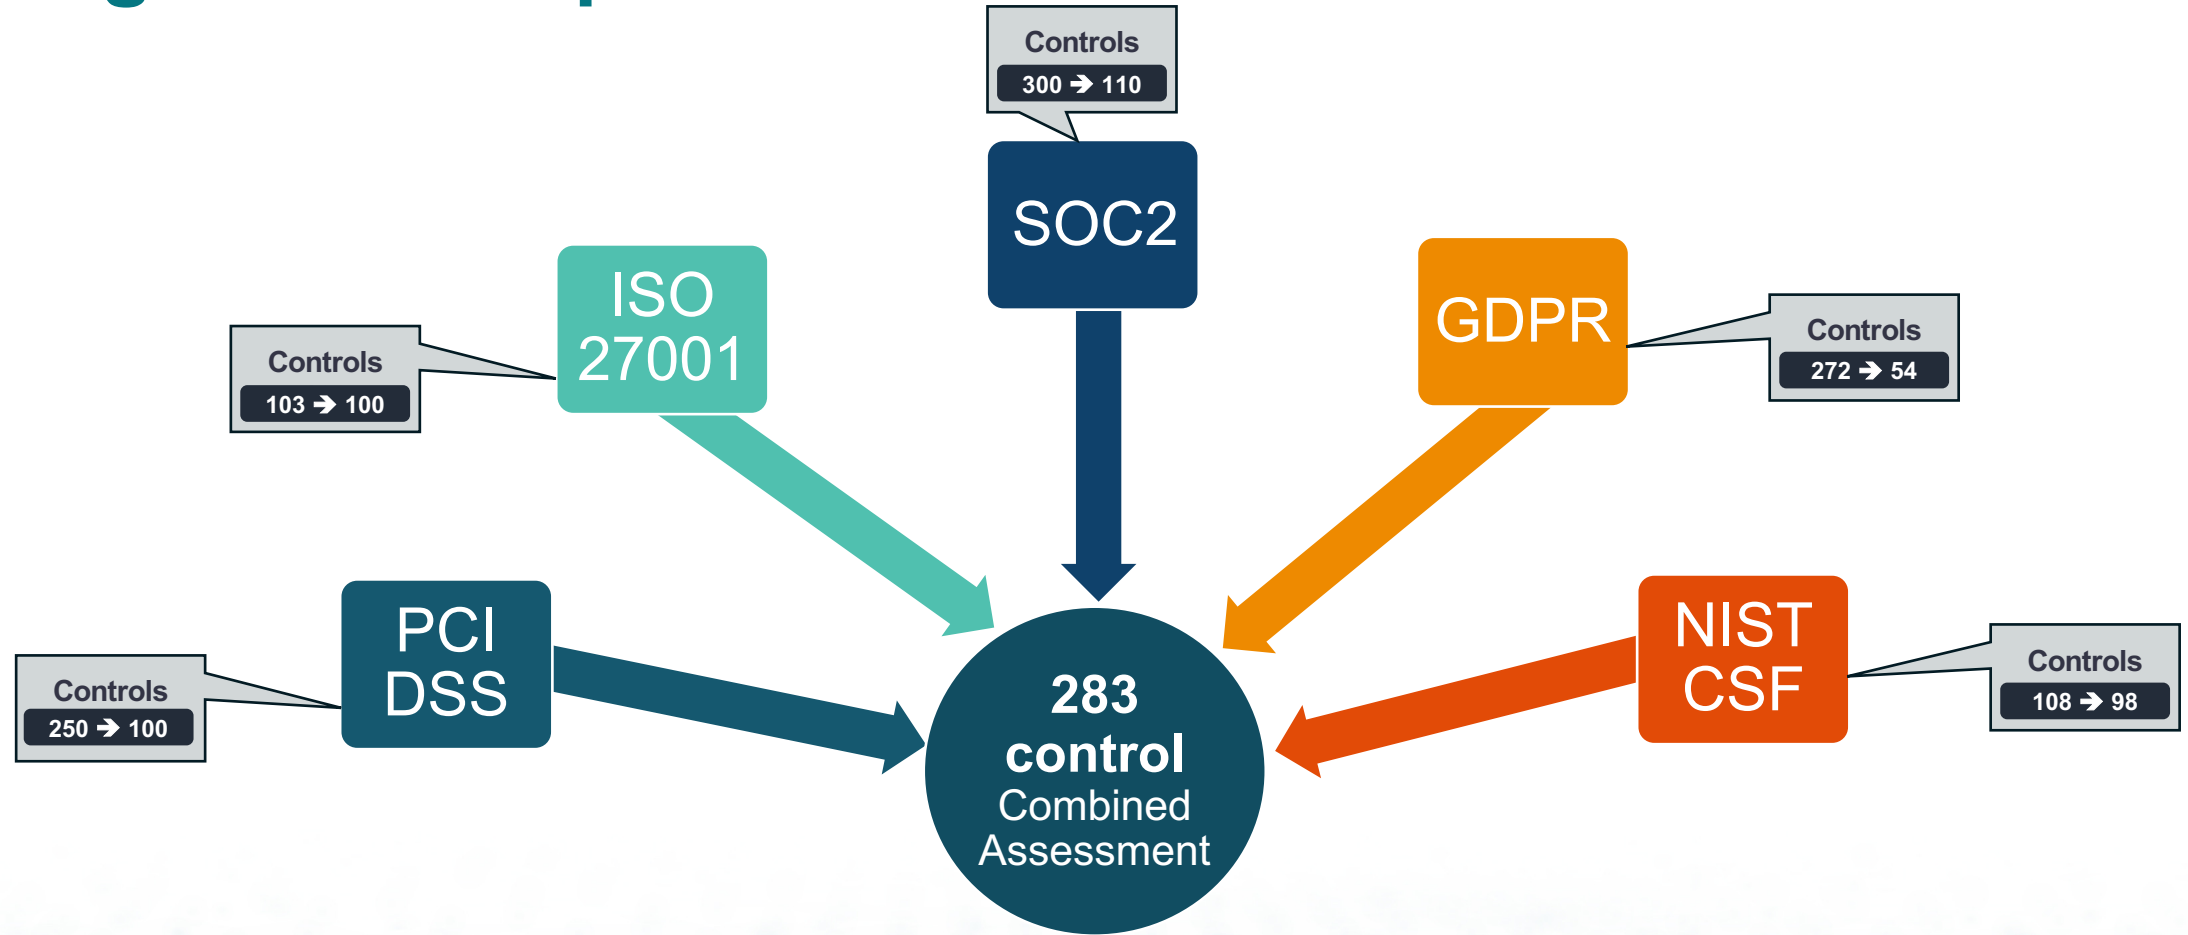 Controls
300 ➔ 110
SOC2
ISO
27001
Controls
103 ➔ 100
GDPR
Controls
272 ➔ 54
PCI
DSS
Controls
250 ➔ 100
NIST
CSF
Controls
108 ➔ 98
283
control
Combined
Assessment